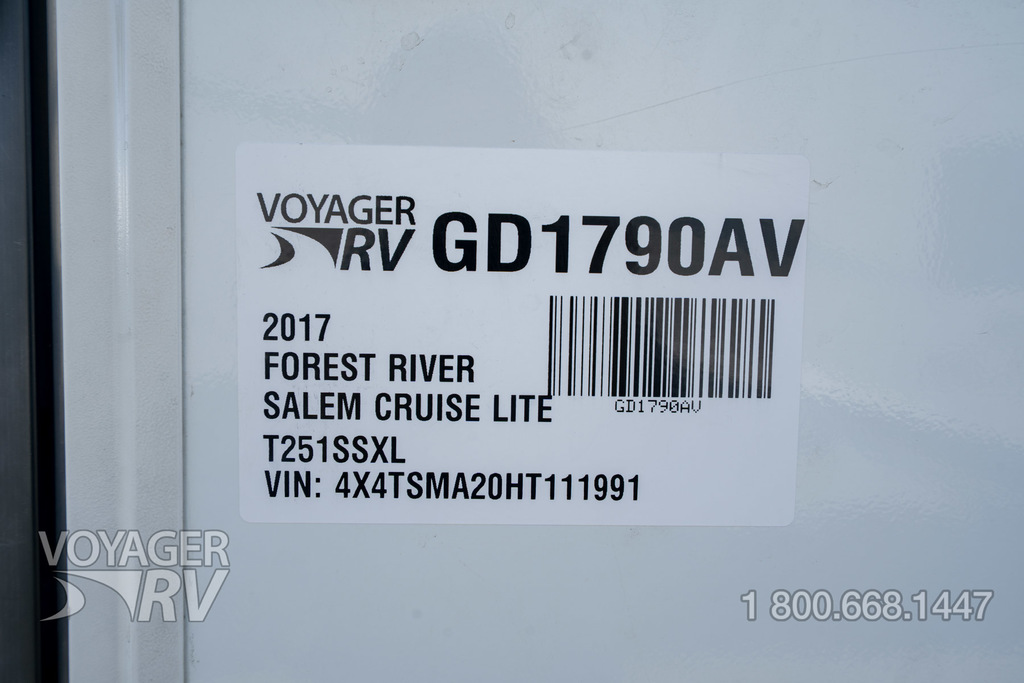 VOYAGER
RV GD1790AV
2017
FOREST RIVER
SALEM CRUISE LITE
GD1790AV
T251SSXL
VIN: 4X4TSMA20HT111991
VOYAGER
RV
1 800.668.1447